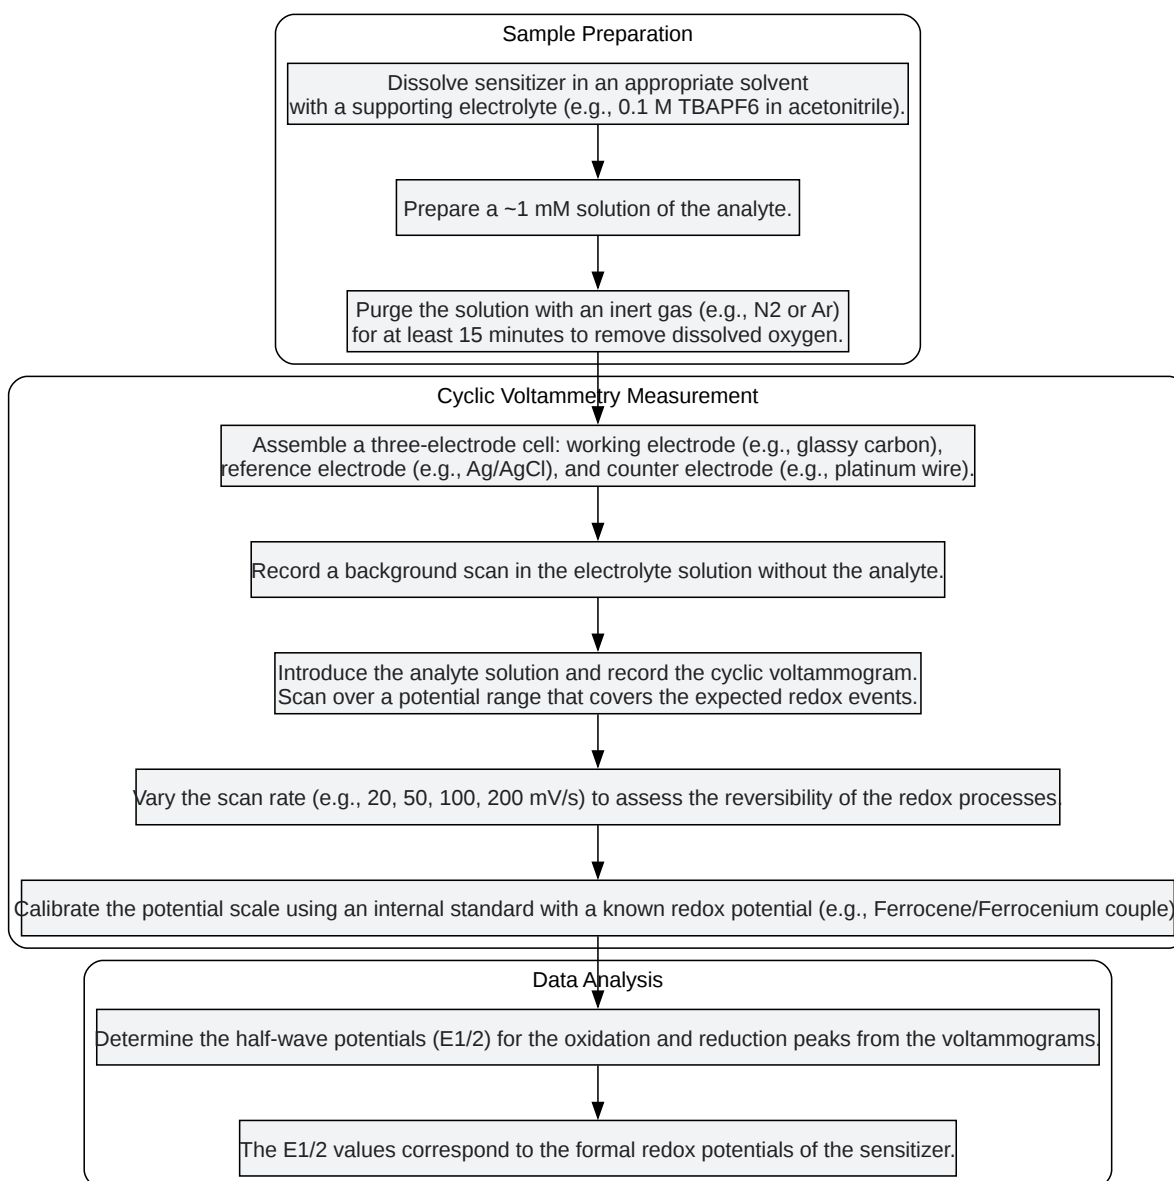 Sample Preparation
Dissolve sensitizer in an appropriate solvent
with a supporting electrolyte (e.g., 0.1 M TBAPF6 in acetonitrile).
Prepare a ~1 mM solution of the analyte.
Purge the solution with an inert gas (e.g., N2 or Ar)
for at least 15 minutes to remove dissolved oxygen.
Cyclic Voltammetry Measurement
Assemble a three-electrode cell: working electrode (e.g., glassy carbon),
reference electrode (e.g., Ag/AgCl), and counter electrode (e.g., platinum wire).
Record a background scan in the electrolyte solution without the analyte.
Introduce the analyte solution and record the cyclic voltammogram.
Scan over a potential range that covers the expected redox events.
Vary the scan rate (e.g., 20, 50, 100, 200 mV/s) to assess the reversibility of the redox processes.
Calibrate the potential scale using an internal standard with a known redox potential (e.g., Ferrocene/Ferrocenium couple)
Data Analysis
Determine the half-wave potentials (E1/2) for the oxidation and reduction peaks from the voltammograms.
The E1/2 values correspond to the formal redox potentials of the sensitizer.